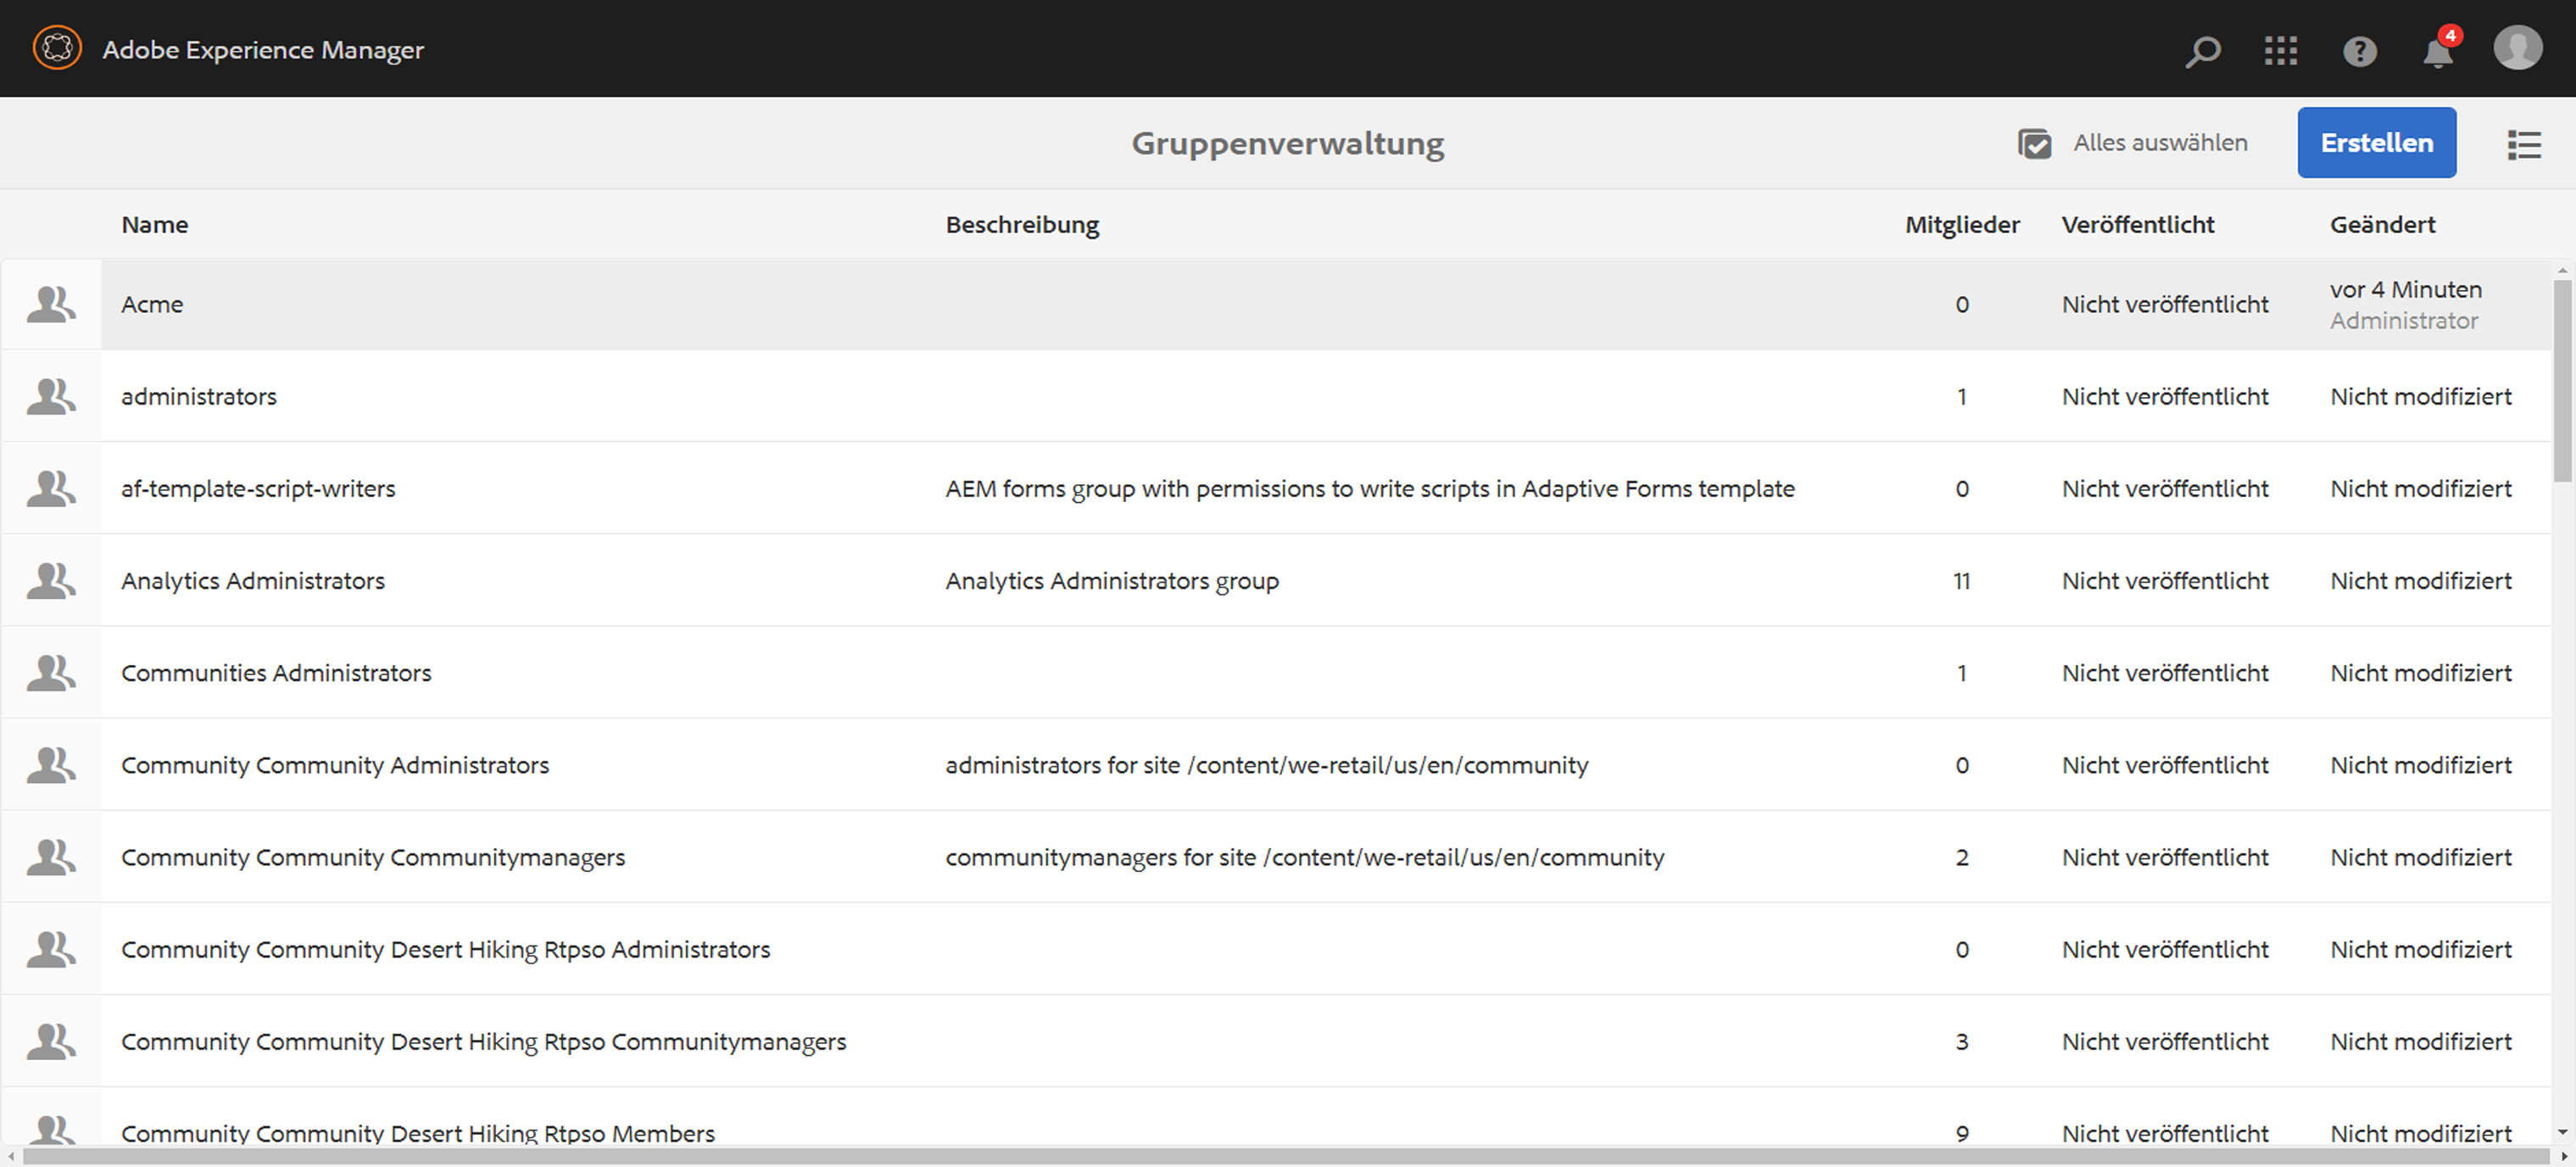 Adobe Experience Manager
4
Gruppenverwaltung
Alles auswählen
Erstellen
Name Beschreibung Mitglieder Veröffentlicht Geändert
Acme 0 Nicht veröffentlicht vor 4 Minuten
Administrator
administrators 1 Nicht veröffentlicht Nicht modifiziert
af-template-script-writers AEM forms group with permissions to write scripts in Adaptive Forms template 0 Nicht veröffentlicht Nicht modifiziert
Analytics Administrators Analytics Administrators group 11 Nicht veröffentlicht Nicht modifiziert
Communities Administrators 1 Nicht veröffentlicht Nicht modifiziert
Community Community Administrators administrators for site /content/we-retail/us/en/community 0 Nicht veröffentlicht Nicht modifiziert
Community Community Communitymanagers communitymanagers for site /content/we-retail/us/en/community 2 Nicht veröffentlicht Nicht modifiziert
Community Community Desert Hiking Rtpso Administrators 0 Nicht veröffentlicht Nicht modifiziert
Community Community Desert Hiking Rtpso Communitymanagers 3 Nicht veröffentlicht Nicht modifiziert
Community Community Desert Hiking Rtpso Members 9 Nicht veröffentlicht Nicht modifiziert